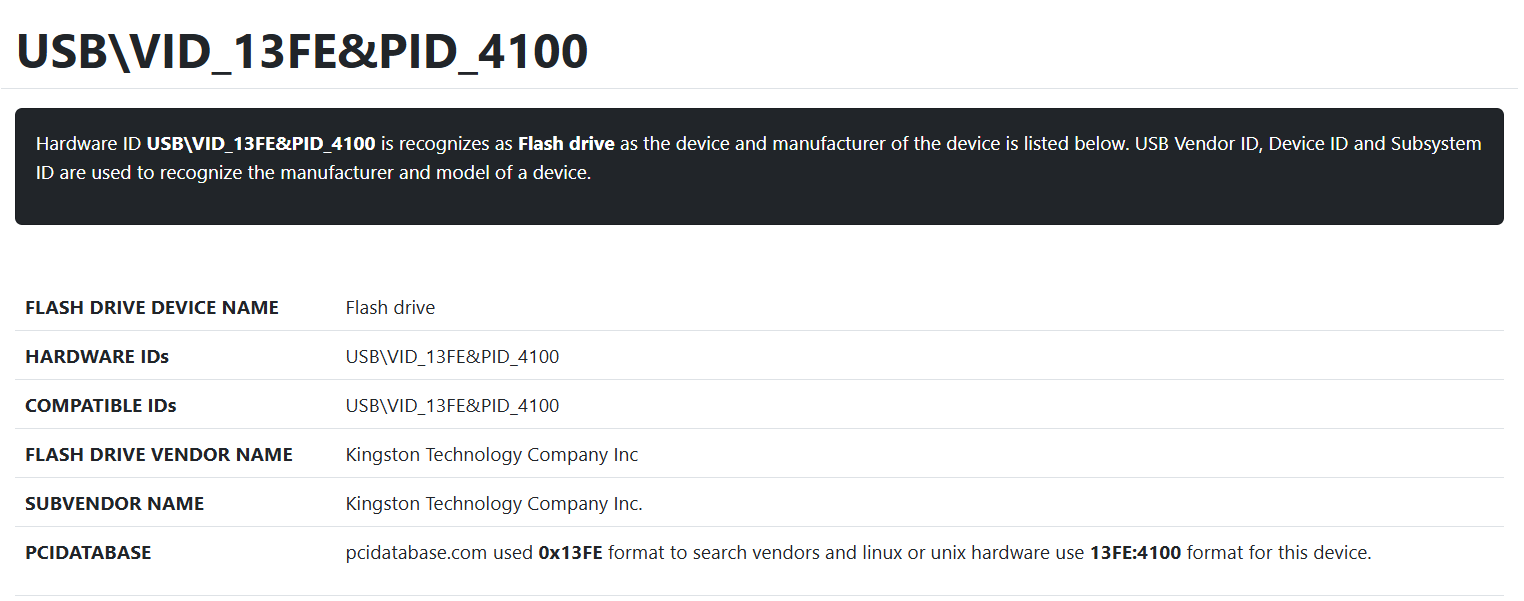 USB\VID_13FE&PID_4100
Hardware ID USB\VID_13FE&PID_4100 is recognizes as Flash drive as the device and manufacturer of the device is listed below. USB Vendor ID, Device ID and Subsystem
ID are used to recognize the manufacturer and model of a device.
FLASH DRIVE DEVICE NAME Flash drive
HARDWARE IDs USB\VID_13FE&PID_4100
COMPATIBLE IDs USB\VID_13FE&PID_4100
FLASH DRIVE VENDOR NAME Kingston Technology Company Inc
SUBVENDOR NAME Kingston Technology Company Inc.
PCIDATABASE pcidatabase.com used 0x13FE format to search vendors and linux or unix hardware use 13FE:4100 format for this device.